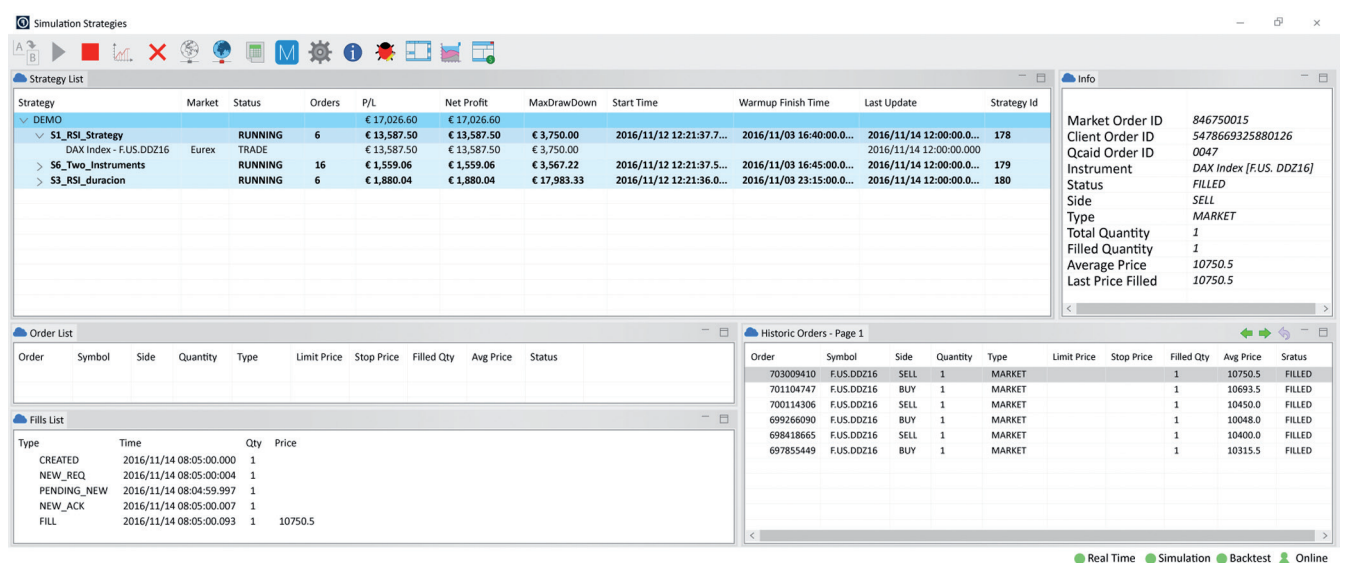 Simulation Strategies
A B M i
Strategy List
Strategy Market Status Orders P/L Net Profit MaxDrawDown Start Time Warmup Finish Time Last Update Strategy Id
DEMO € 17,026.60 € 17,026.60
S1_RSI_Strategy RUNNING 6 € 13,587.50 € 13,587.50 € 3,750.00 2016/11/12 12:21:37.7... 2016/11/03 16:40:00.0... 2016/11/14 12:00:00.0... 178
DAX Index - F.US.DDZ16 Eurex TRADE € 13,587.50 € 13,587.50 € 3,750.00 2016/11/14 12:00:00.000
S6_Two_Instruments RUNNING 16 € 1,559.06 € 1,559.06 € 3,567.22 2016/11/12 12:21:37.5... 2016/11/03 16:45:00.0... 2016/11/14 12:00:00.0... 179
S3_RSI_duracion RUNNING 6 € 1,880.04 € 1,880.04 € 17,983.33 2016/11/12 12:21:36.0... 2016/11/03 23:15:00.0... 2016/11/14 12:00:00.0... 180
Info
Market Order ID 846750015
Client Order ID 5478669325880126
Qcaid Order ID 0047
Instrument DAX Index [F.US. DDZ16]
Status FILLED
Side SELL
Type MARKET
Total Quantity 1
Filled Quantity 1
Average Price 10750.5
Last Price Filled 10750.5
Order List
Order Symbol Side Quantity Type Limit Price Stop Price Filled Qty Avg Price Status
Fills List
Type Time Qty Price
CREATED 2016/11/14 08:05:00.000 1
NEW_REQ 2016/11/14 08:05:00:004 1
PENDING_NEW 2016/11/14 08:04:59.997 1
NEW_ACK 2016/11/14 08:05:00.007 1
FILL 2016/11/14 08:05:00.093 1 10750.5
Historic Orders - Page 1
Order Symbol Side Quantity Type Limit Price Stop Price Filled Qty Avg Price Sratus
703009410 F.US.DDZ16 SELL 1 MARKET 1 10750.5 FILLED
701104747 F.US.DDZ16 BUY 1 MARKET 1 10693.5 FILLED
700114306 F.US.DDZ16 SELL 1 MARKET 1 10450.0 FILLED
699266090 F.US.DDZ16 BUY 1 MARKET 1 10048.0 FILLED
698418665 F.US.DDZ16 SELL 1 MARKET 1 10400.0 FILLED
697855449 F.US.DDZ16 BUY 1 MARKET 1 10315.5 FILLED
Real Time Simulation Backtest Online